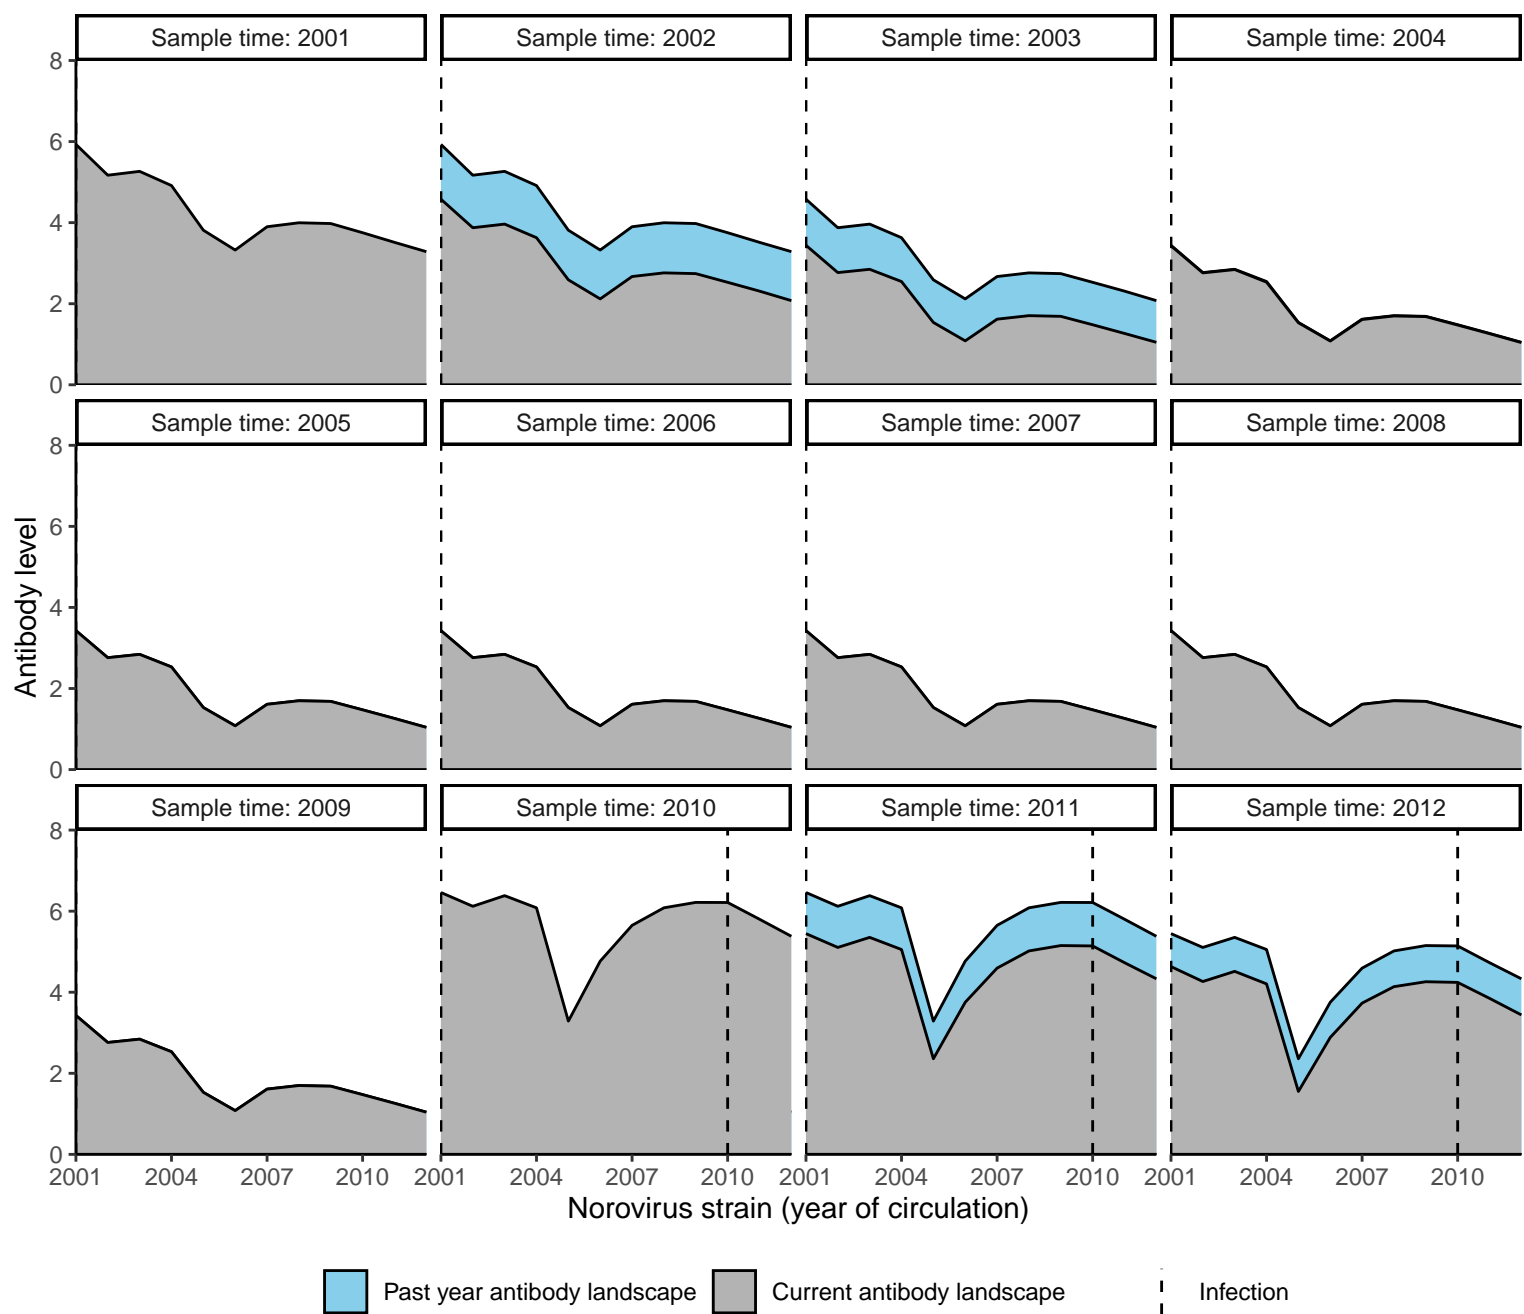 Sample time: 2001 Sample time: 2002 Sample time: 2003 Sample time: 2004
8
6
4
2
0
Sample time: 2005 Sample time: 2006 Sample time: 2007 Sample time: 2008
8
6
4
2
0
Antibody level
Sample time: 2009 Sample time: 2010 Sample time: 2011 Sample time: 2012
8
6
4
2
0
2001 2004 2007 2010 2001 2004 2007 2010 2001 2004 2007 2010 2001 2004 2007 2010
Norovirus strain (year of circulation)
Past year antibody landscape Current antibody landscape Infection